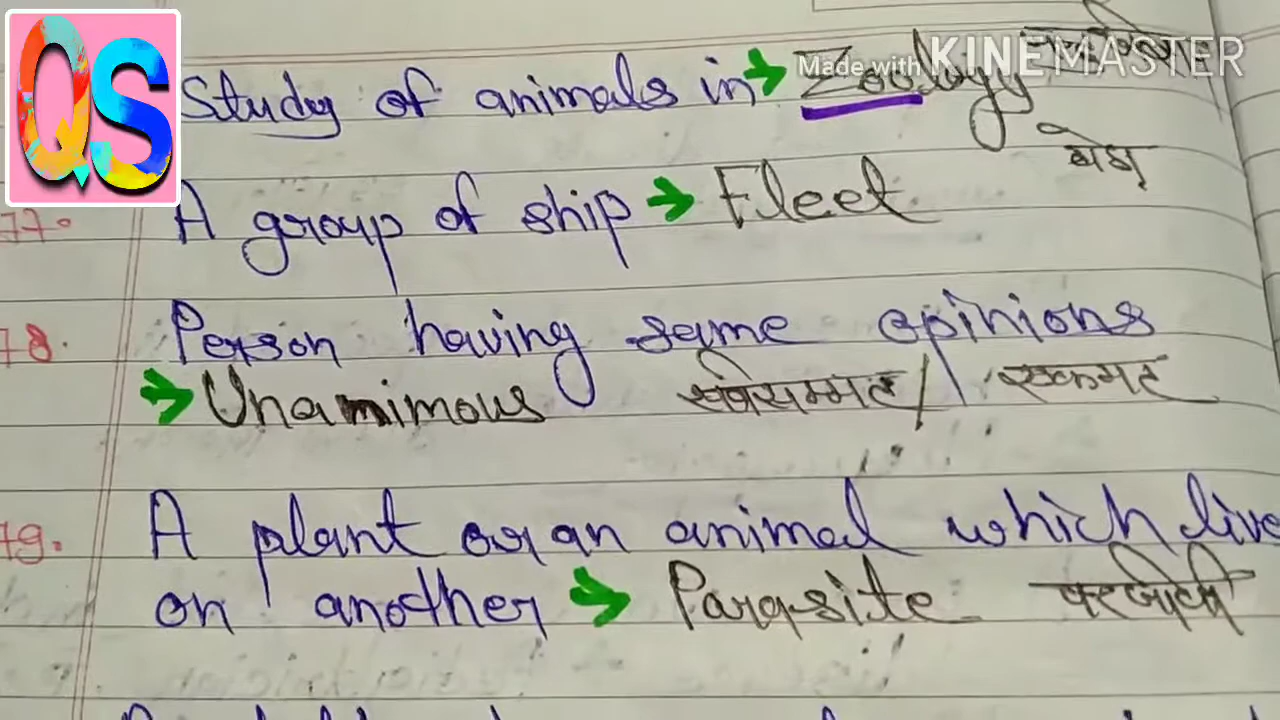 QS
Made with KINEMASTER
Study of animals in → Zoology
बेड़ा
77. A group of ship → Fleet
78. Person having same opinions
→ Unanimous सर्वसम्मत / एकमत
79. A plant or an animal which live
on another → Parasite परजीवी